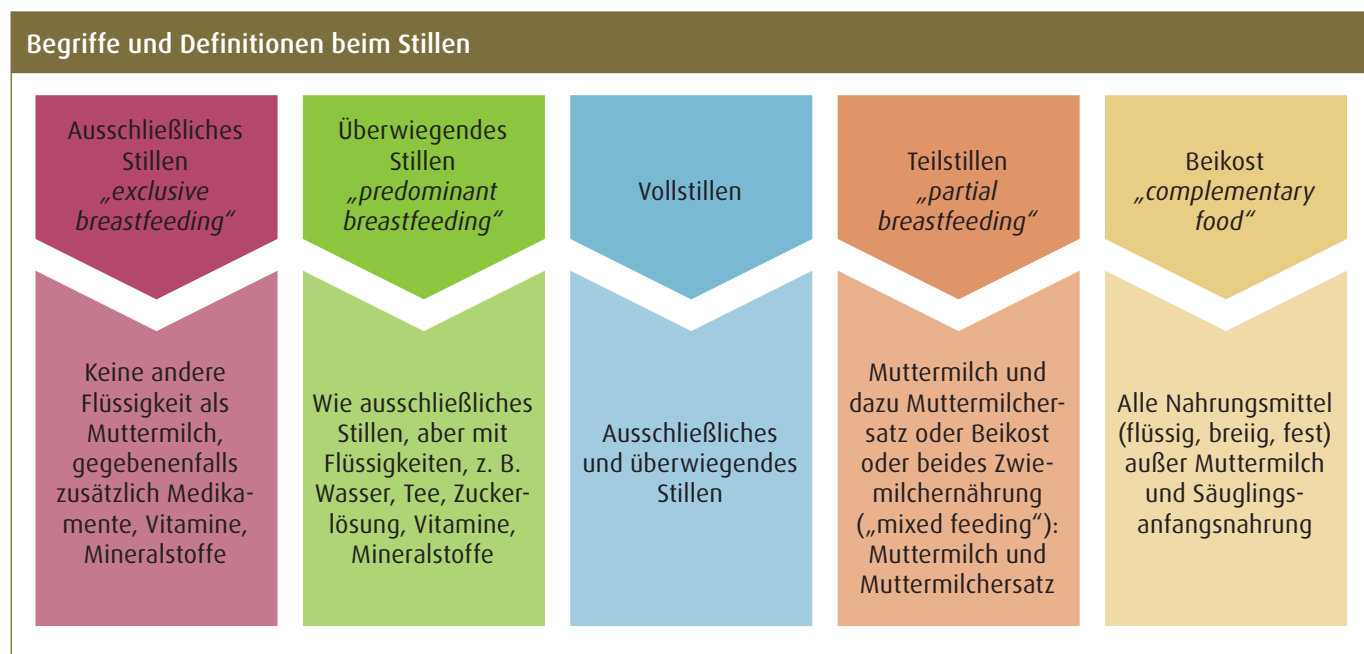 Begriffe und Definitionen beim Stillen
Ausschließliches
Stillen
„exclusive
breastfeeding“
Keine andere
Flüssigkeit als
Muttermilch,
gegebenenfalls
zusätzlich Medika-
mente, Vitamine,
Mineralstoffe
Überwiegendes
Stillen
„predominant
breastfeeding“
Wie ausschließliches
Stillen, aber mit
Flüssigkeiten, z. B.
Wasser, Tee, Zucker-
lösung, Vitamine,
Mineralstoffe
Vollstillen
Ausschließliches
und überwiegendes
Stillen
Teilstillen
„partial
breastfeeding“
Muttermilch und
dazu Muttermilcher-
satz oder Beikost
oder beides Zwie-
milchernährung
(„mixed feeding“):
Muttermilch und
Muttermilchersatz
Beikost
„complementary
food“
Alle Nahrungsmittel
(flüssig, breiig, fest)
außer Muttermilch
und Säuglings-
anfangsnahrung